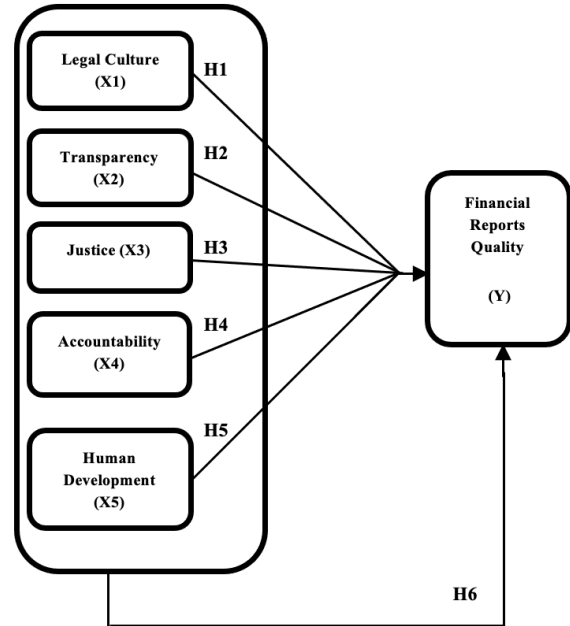 Legal Culture
(X1)
H1
Transparency
(X2)
H2
Justice (X3)
H3
Accountability
(X4)
H4
Human
Development
(X5)
H5
Financial
Reports
Quality
(Y)
H6